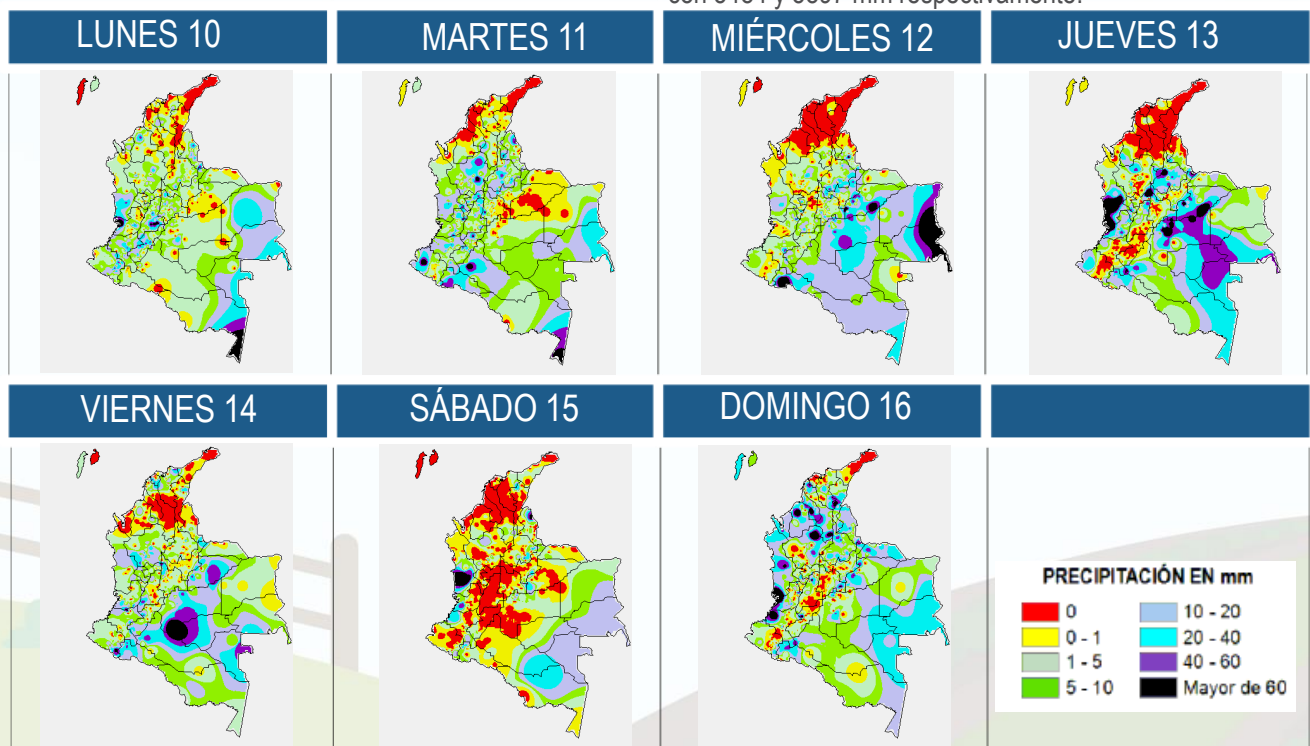 LUNES 10
MARTES 11
MIÉRCOLES 12
JUEVES 13
VIERNES 14
SÁBADO 15
DOMINGO 16
PRECIPITACIÓN EN mm
0
0 - 1
1 - 5
5 - 10
10 - 20
20 - 40
40 - 60
Mayor de 60